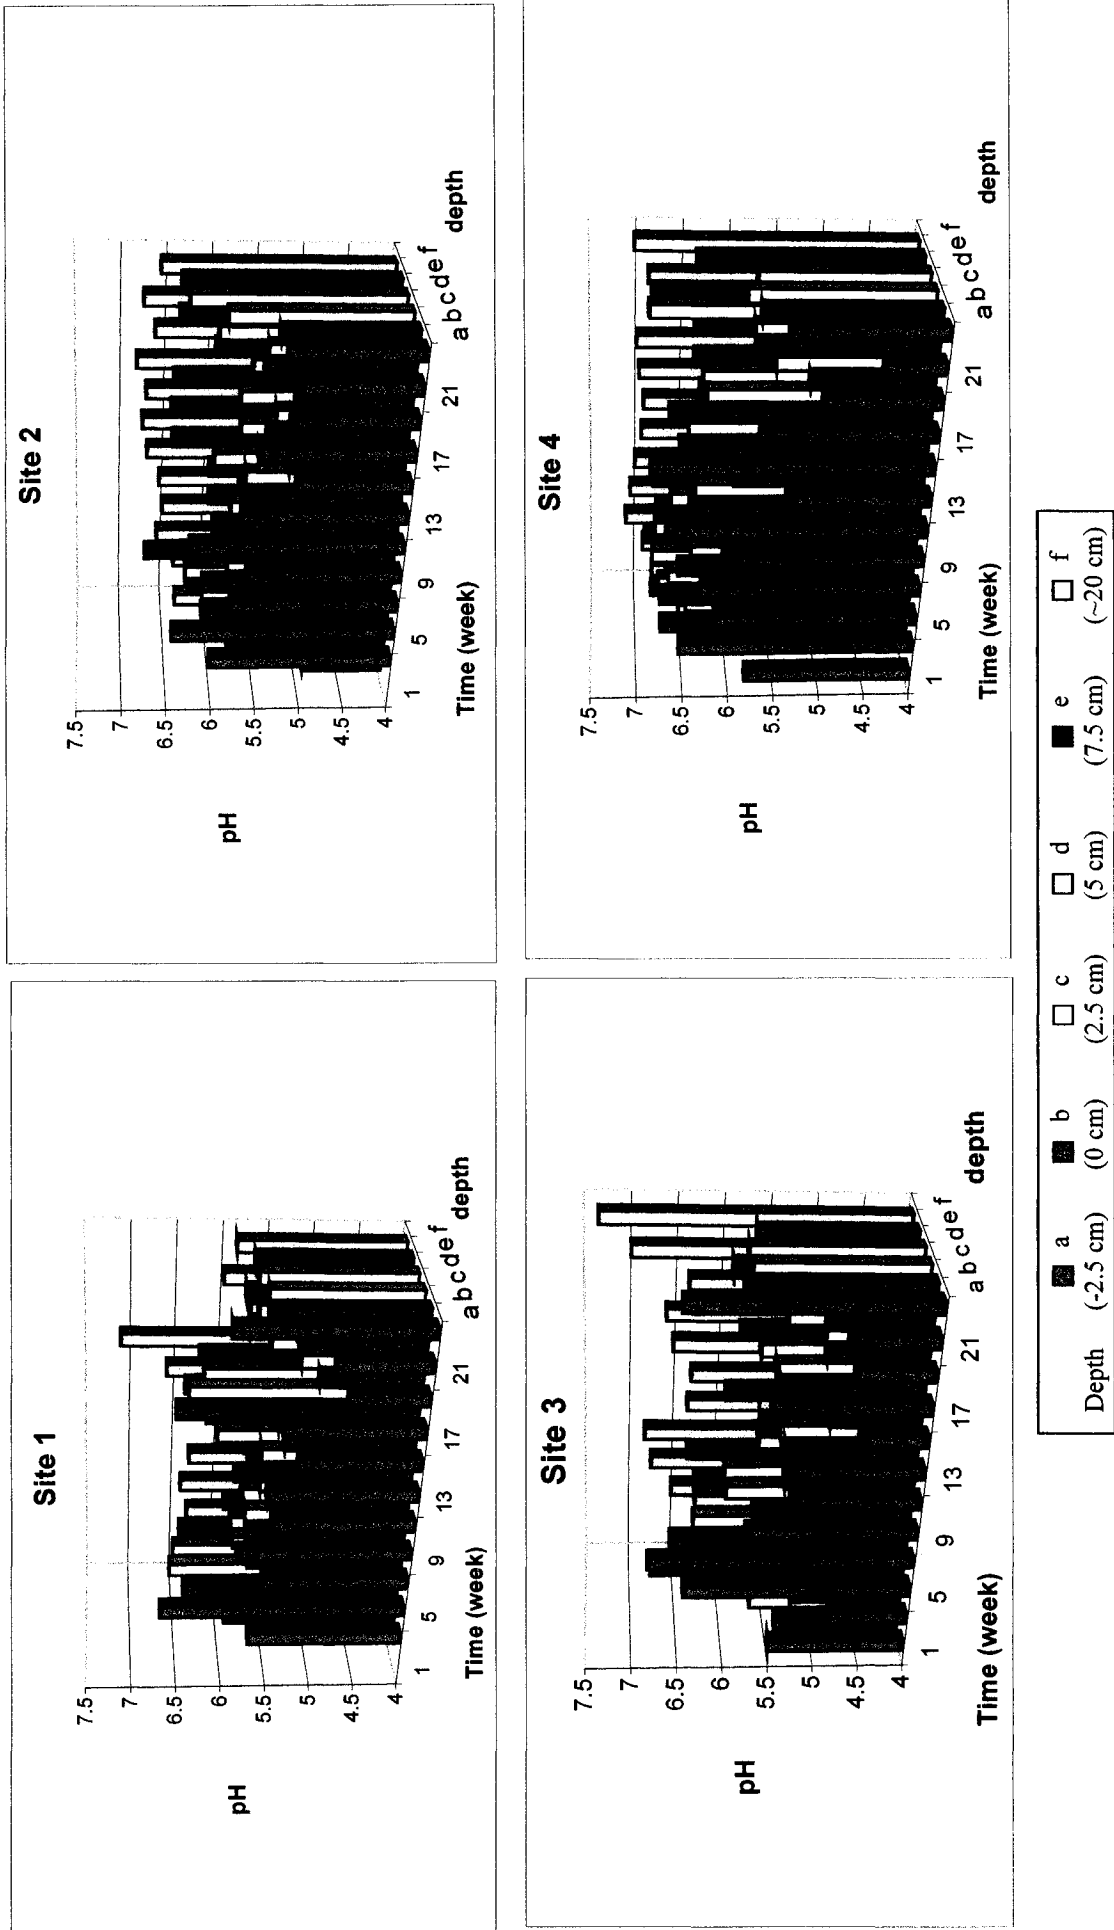 Site 1
pH
7.5
7
6.5
6
5.5
5
4.5
4
1
5
9
13
17
21
Time (week)
a b c d e f
depth
Site 2
pH
7.5
7
6.5
6
5.5
5
4.5
4
1
5
9
13
17
21
Time (week)
a b c d e f
depth
Site 3
pH
7.5
7
6.5
6
5.5
5
4.5
4
1
5
9
13
17
21
Time (week)
a b c d e f
depth
Site 4
pH
7.5
7
6.5
6
5.5
5
4.5
4
1
5
9
13
17
21
Time (week)
a b c d e f
depth
Depth a b c d e f
(-2.5 cm) (0 cm) (2.5 cm) (5 cm) (7.5 cm) (~20 cm)